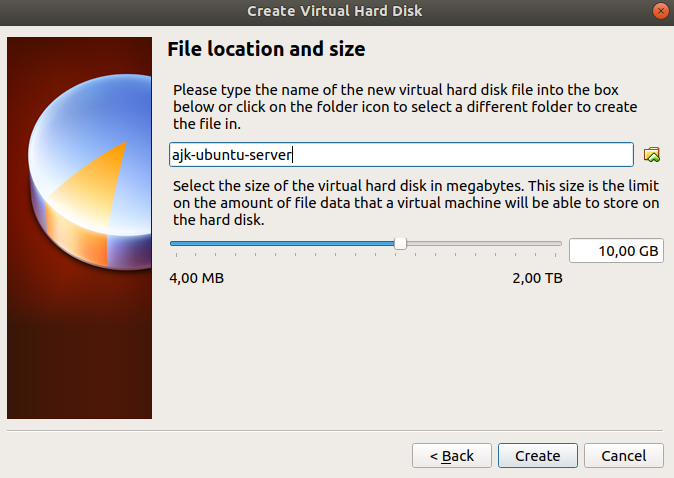 Create Virtual Hard Disk
File location and size
Please type the name of the new virtual hard disk file into the box
below or click on the folder icon to select a different folder to create
the file in.
ajk-ubuntu-server
Select the size of the virtual hard disk in megabytes. This size is the limit
on the amount of file data that a virtual machine will be able to store on
the hard disk.
10,00 GB
4,00 MB 2,00 TB
< Back Create Cancel